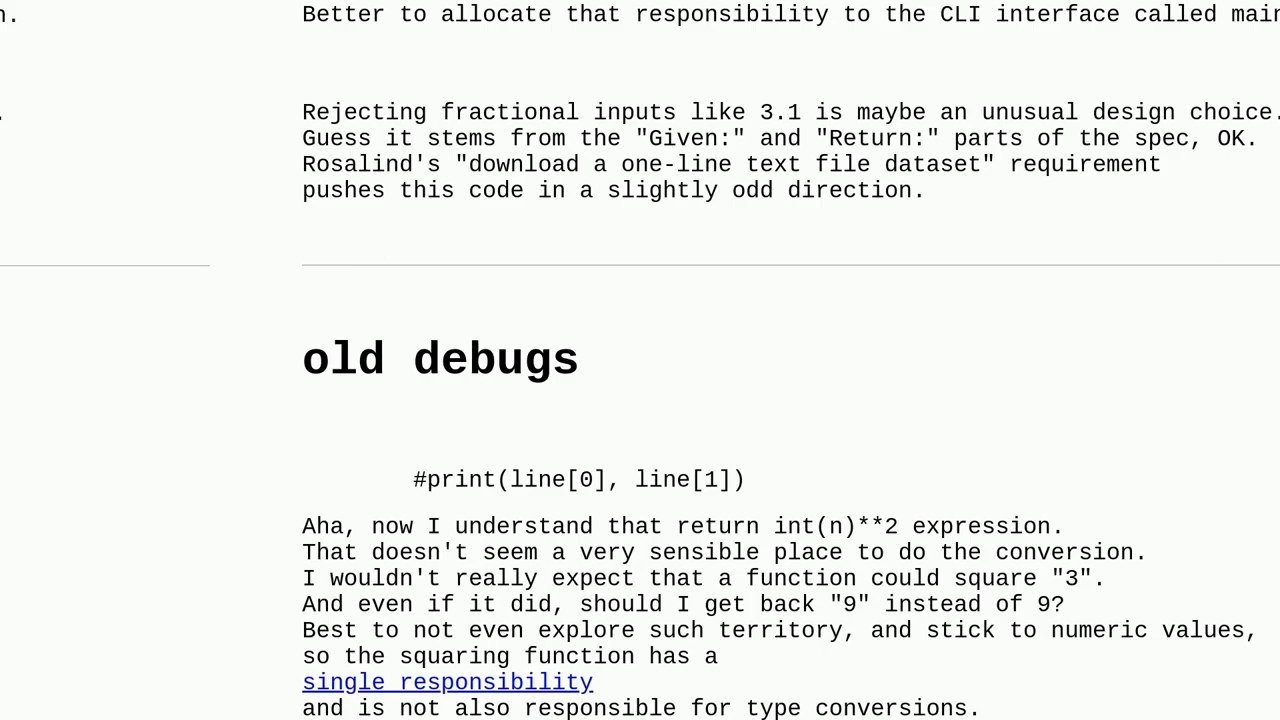 n.
Better to allocate that responsibility to the CLI interface called main
.
Rejecting fractional inputs like 3.1 is maybe an unusual design choice.
Guess it stems from the "Given:" and "Return:" parts of the spec, OK.
Rosalind's "download a one-line text file dataset" requirement
pushes this code in a slightly odd direction.
old debugs
#print(line[0], line[1])
Aha, now I understand that return int(n)**2 expression.
That doesn't seem a very sensible place to do the conversion.
I wouldn't really expect that a function could square "3".
And even if it did, should I get back "9" instead of 9?
Best to not even explore such territory, and stick to numeric values,
so the squaring function has a
single responsibility
and is not also responsible for type conversions.